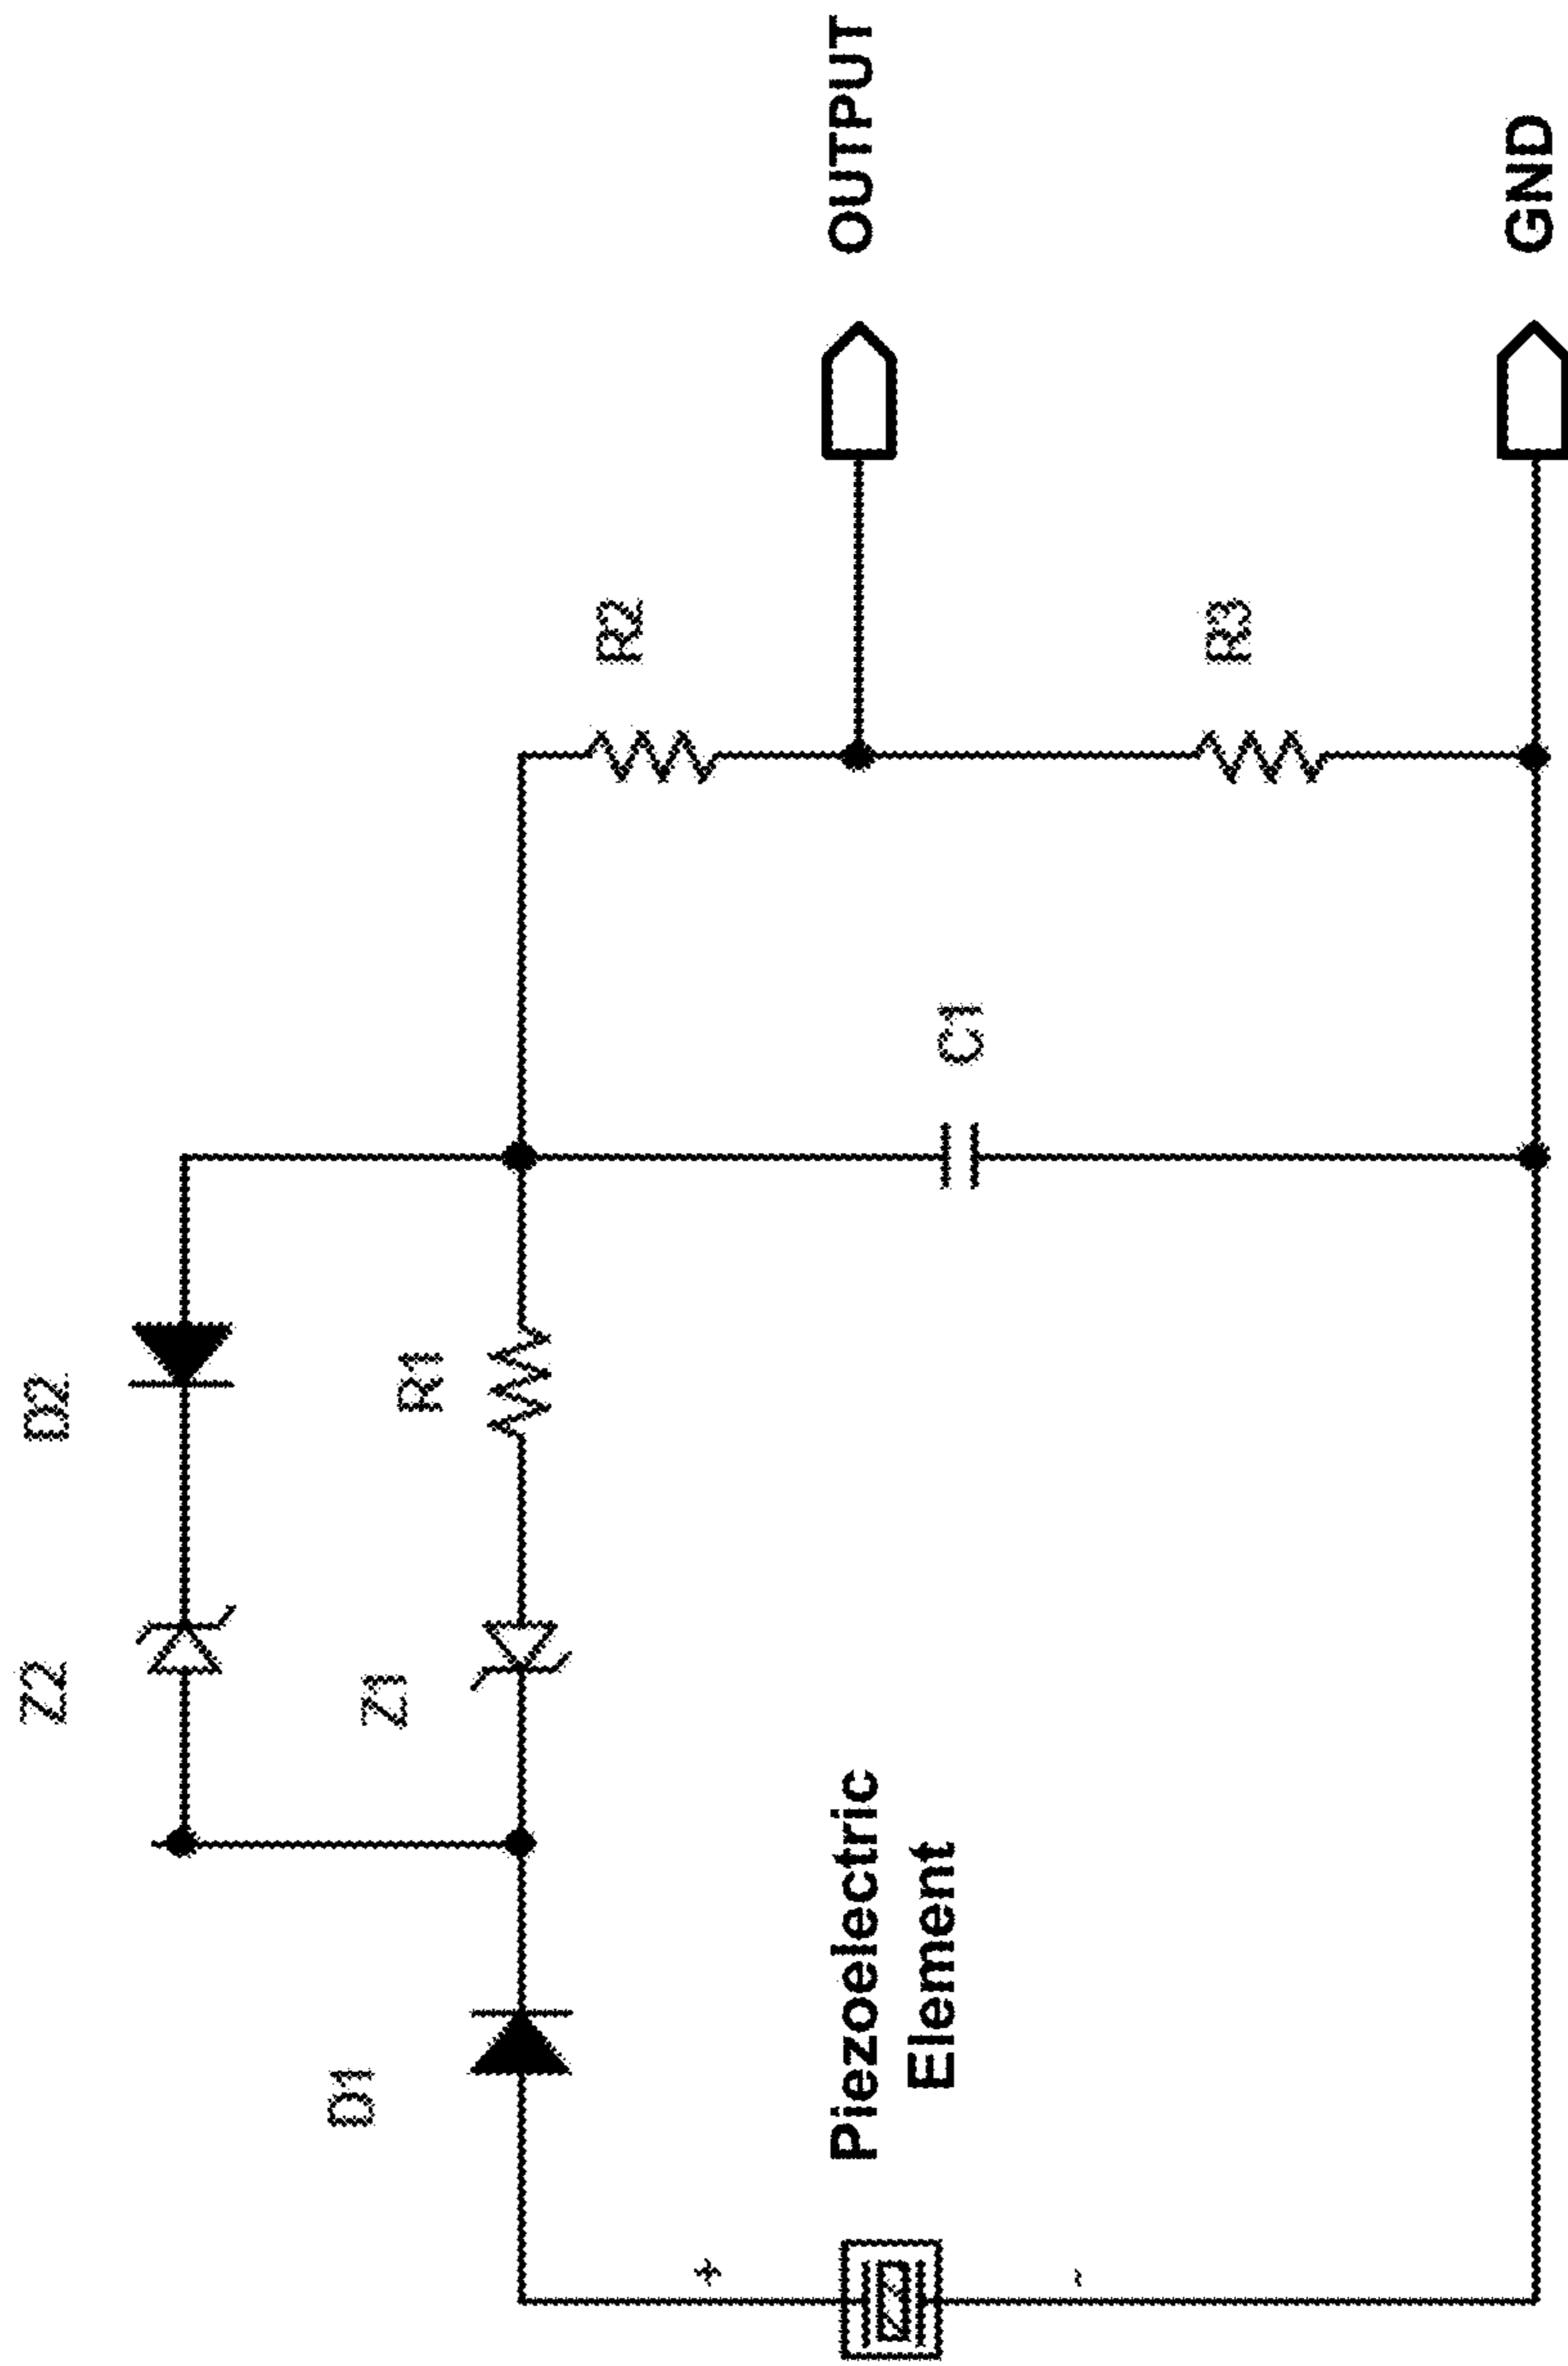 D2
Z2
R1
Z1
D1
R2
OUTPUT
C1
R3
GND
+
Piezoelectric
Element
-